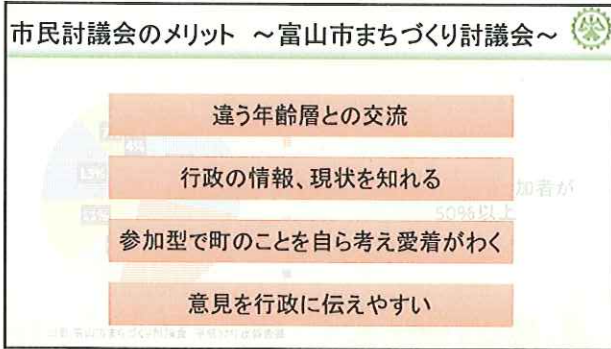 市民討議会のメリット ～富山市まちづくり討議会～
違う年齢層との交流
行政の情報、現状を知れる
加者が
50%以上
参加型で町のことを自ら考え愛着がわく
意見を行政に伝えやすい